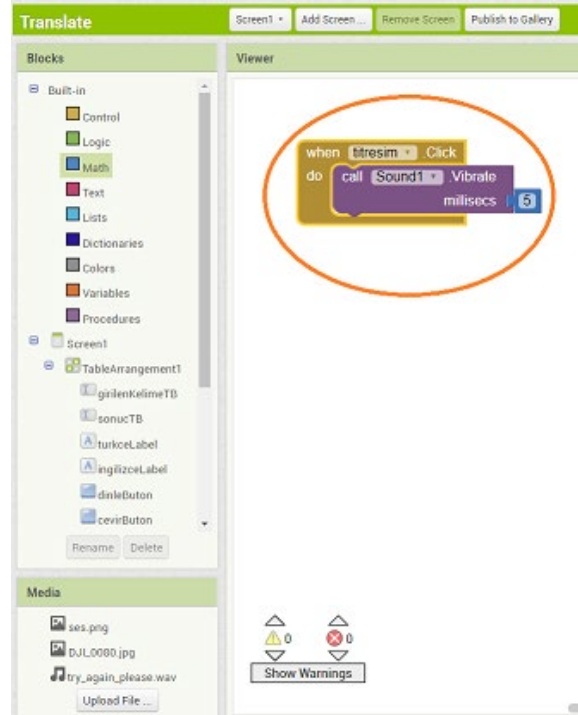 Translate
Screen1
Add Screen ...
Remove Screen
Publish to Gallery
Blocks
Viewer
Built-in
Control
Logic
Math
Text
Lists
Dictionaries
Colors
Variables
Procedures
Screen1
TableArrangement1
girilenKelimeTB
sonucTB
turkceLabel
ingilizceLabel
dinleButon
cevirButon
Rename Delete
when titresim .Click
do call Sound1 .Vibrate
millisecs 5
Media
ses.png
DJI_0080.jpg
try_again_please.wav
Upload File ...
0 0
Show Warnings